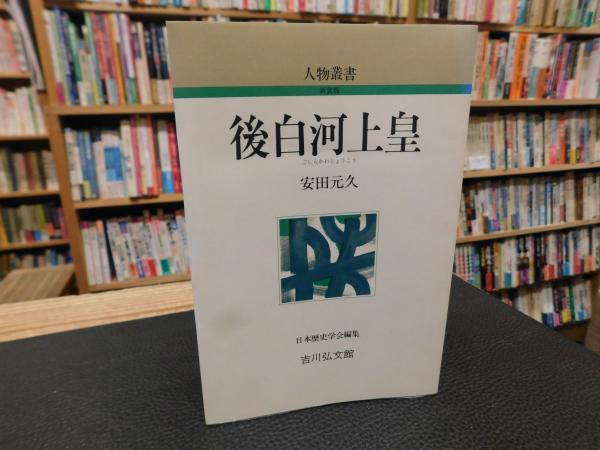 人物叢書
新装版
後白河上皇
ごしらかわじょうこう
安田元久
日本歴史学会編集
吉川弘文館